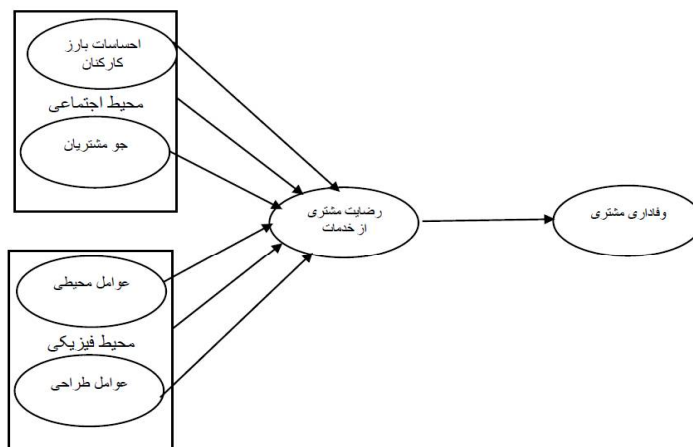 احساسات بارز
کارکنان
محیط اجتماعی
جو مشتریان
رضایت مشتری
از خدمات
وفاداری مشتری
عوامل محیطی
محیط فیزیکی
عوامل طراحی